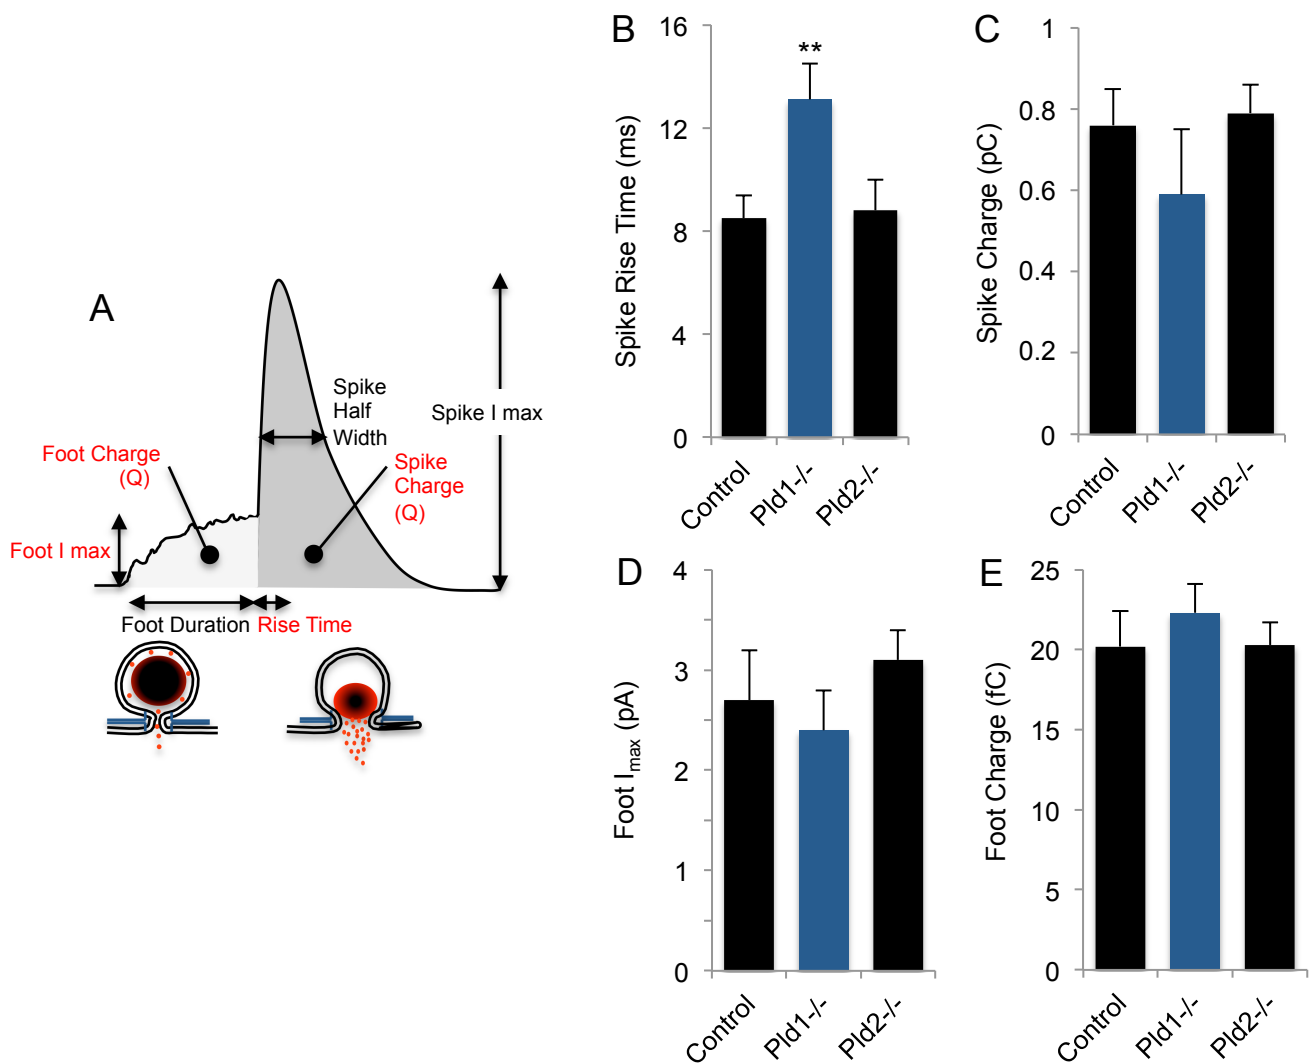 A
Spike
Half
Width
Spike I max
Foot Charge
(Q)
Spike
Charge
(Q)
Foot I max
Foot Duration Rise Time
B
Spike Rise Time (ms)
16
12
8
4
0
**
Control
Pld1-/-
Pld2-/-
C
Spike Charge (pC)
1
0.8
0.6
0.4
0.2
0
Control
Pld1-/-
Pld2-/-
D
Foot Imax (pA)
4
3
2
1
0
Control
Pld1-/-
Pld2-/-
E
Foot Charge (fC)
25
20
15
10
5
0
Control
Pld1-/-
Pld2-/-